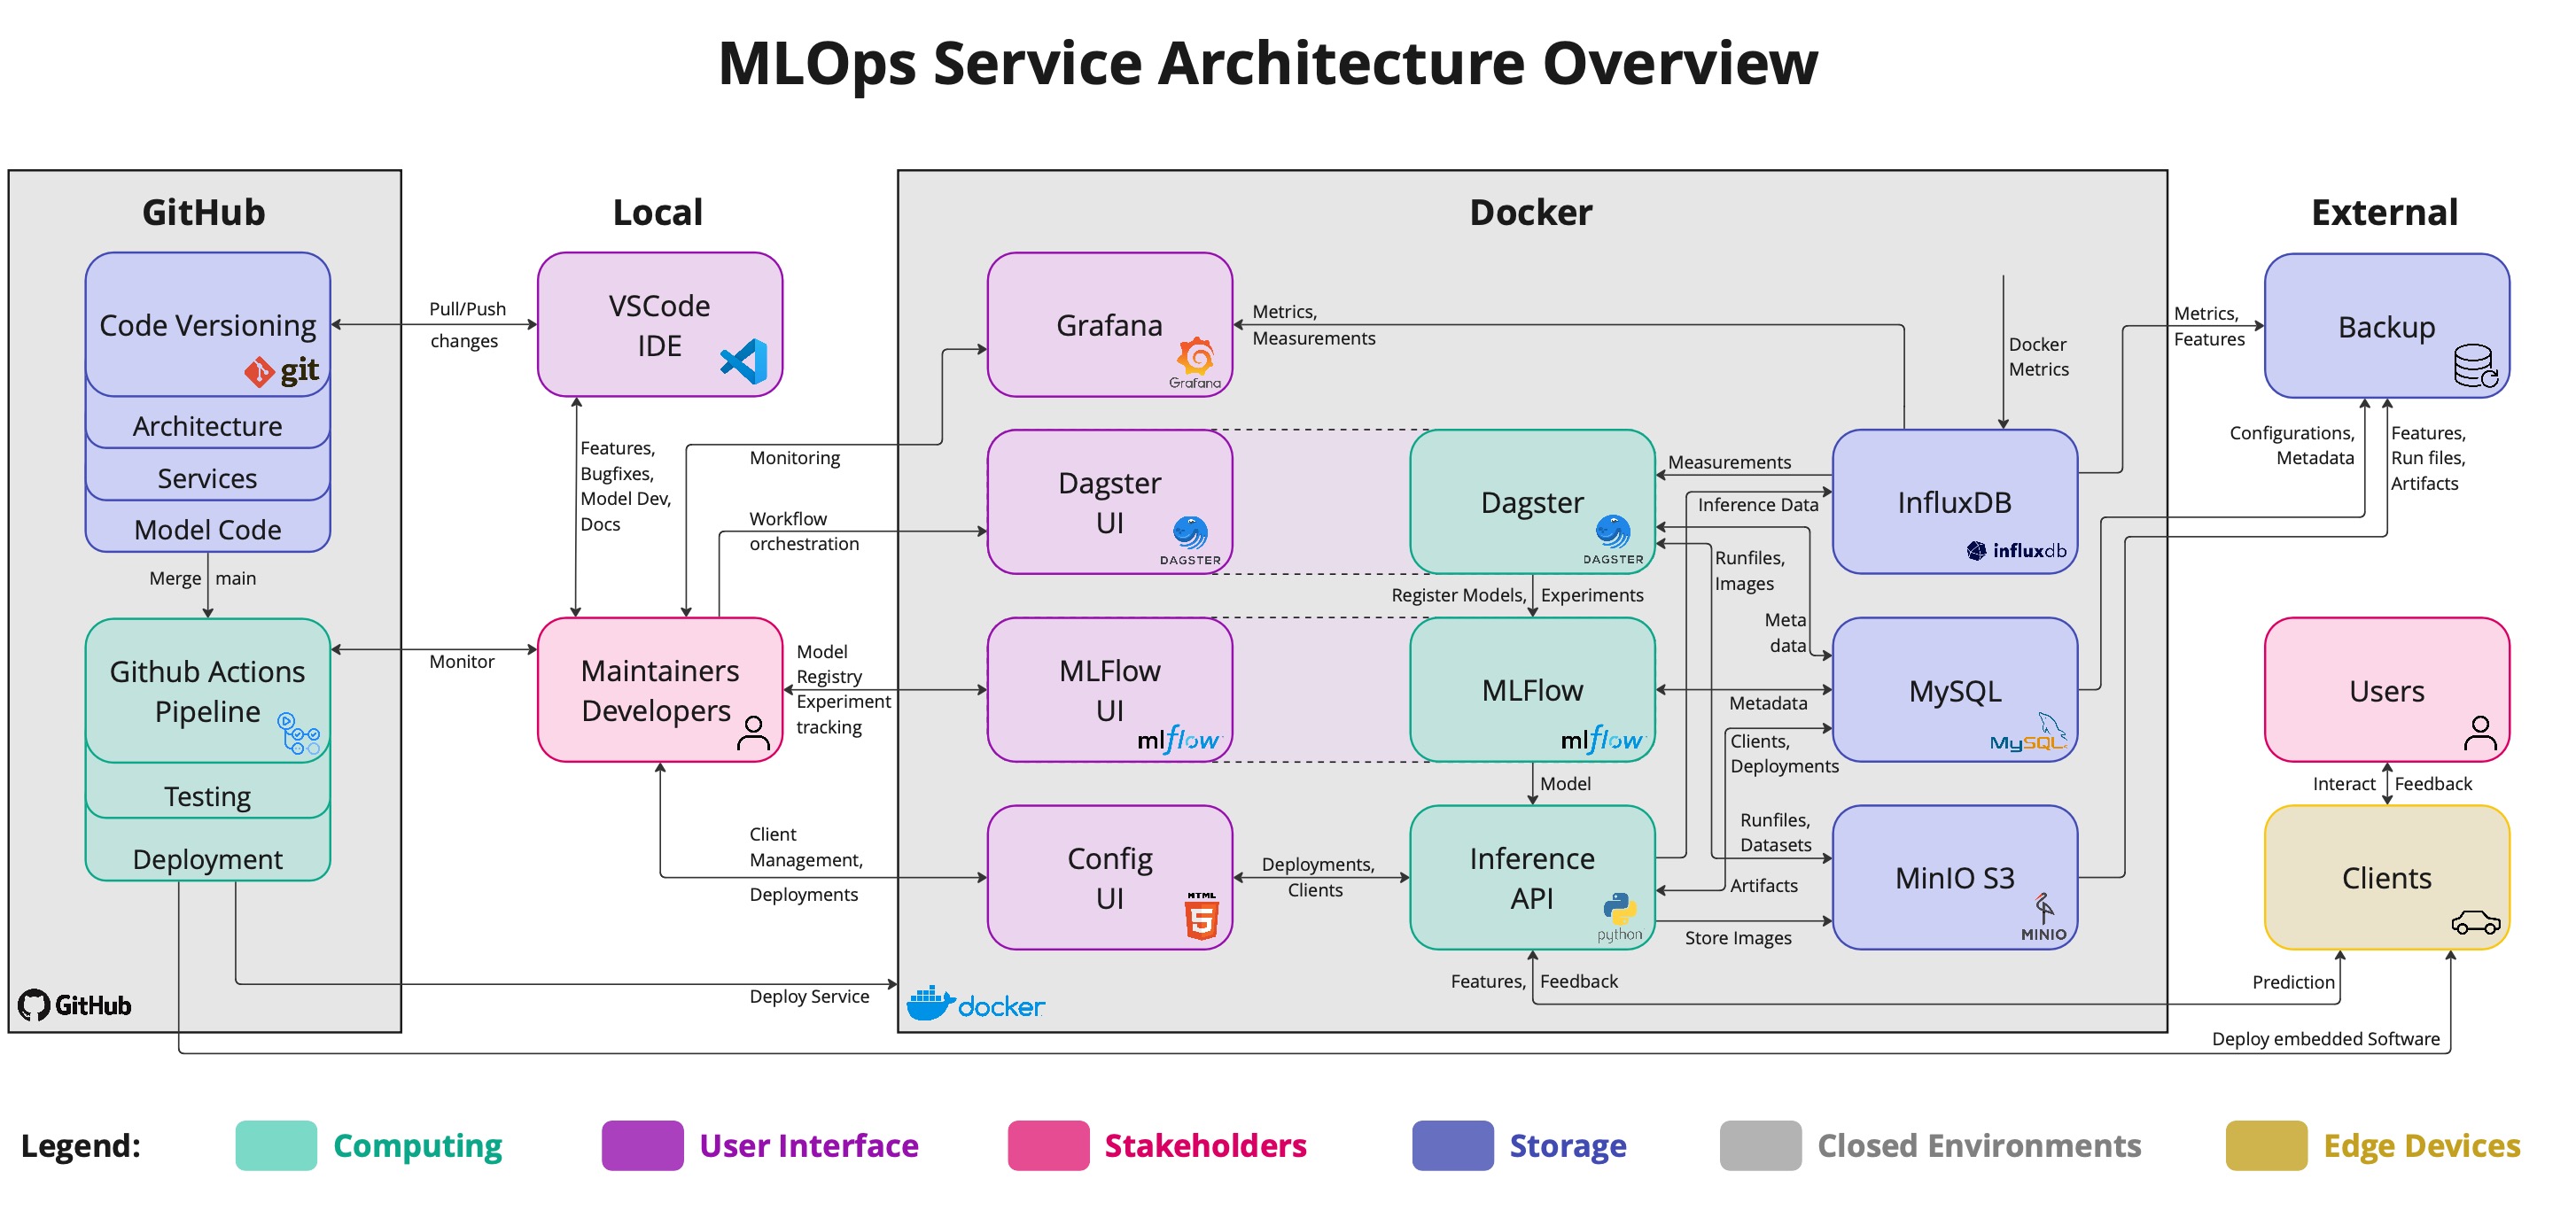 MLOps Service Architecture Overview
GitHub
Local
Docker
External
Code Versioning
git
Architecture
Services
Model Code
Merge main
Github Actions
Pipeline
Testing
Deployment
GitHub
Pull/Push
changes
Monitor
VSCode
IDE
Features,
Bugfixes,
Model Dev,
Docs
Maintainers
Developers
Monitoring
Workflow
orchestration
Model
Registry
Experiment
tracking
Client
Management,
Deployments
Deploy Service
Grafana
Grafana
Metrics,
Measurements
Dagster
UI
DAGSTER
MLFlow
UI
mlflow
Config
UI
HTML
5
docker
Deployments,
Clients
Dagster
DAGSTER
Register Models, Experiments
MLFlow
mlflow
Model
Inference
API
python
Features, Feedback
Docker
Metrics
Measurements
Inference Data
Runfiles,
Images
Meta
data
Metadata
Clients,
Deployments
Runfiles,
Datasets
Artifacts
Store Images
InfluxDB
influxdb
MySQL
MySQL
MinIO S3
MINIO
Metrics,
Features
Backup
Configurations,
Metadata
Features,
Run files,
Artifacts
Users
Interact Feedback
Clients
Prediction
Deploy embedded Software
Legend:
Computing
User Interface
Stakeholders
Storage
Closed Environments
Edge Devices